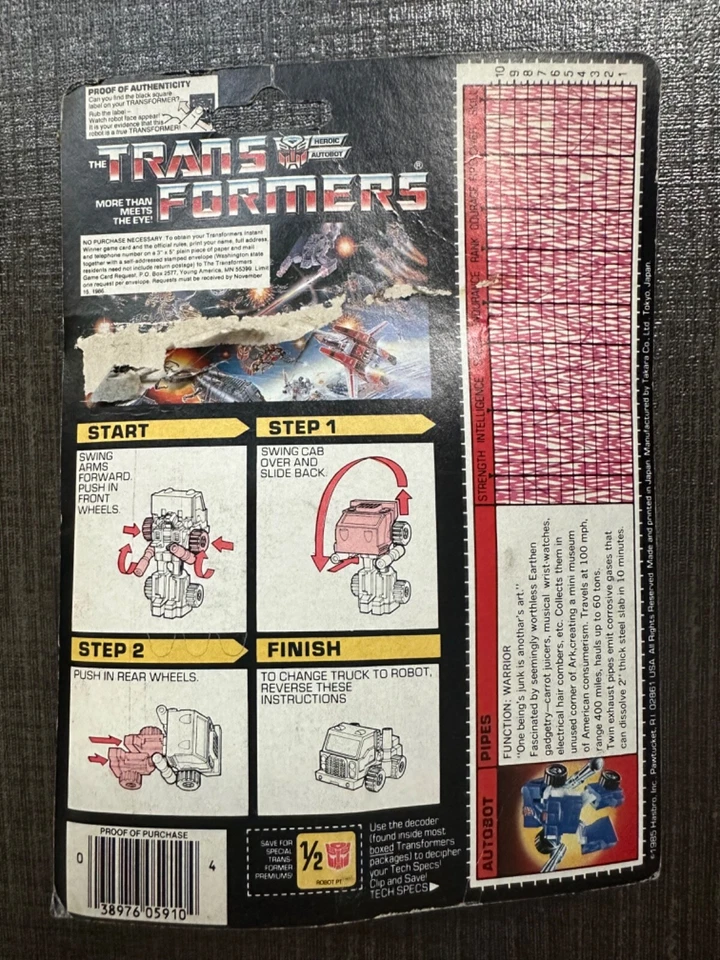 PROOF OF AUTHENTICITY
Can you find the black square
label on your TRANSFORMER?
Rub the label–
Watch robot face appear!
It is your evidence that this
robot is a true TRANSFORMER!
THE TRANSFORMERS®
HEROIC
AUTOBOT
MORE THAN
MEETS
THE EYE!
NO PURCHASE NECESSARY: To obtain your Transformers Instant
Winner game card and the official rules, print your name, full address
and telephone number on a 3" x 5" plain piece of paper and mail
together with a self-addressed stamped envelope (Washington state
residents need not include return postage) to The Transformers
Game Card Request, P.O. Box 2577, Young America, MN 55399. Limit
one request per envelope. Requests must be received by November
15, 1986.
START
SWING
ARMS
FORWARD.
PUSH IN
FRONT
WHEELS.
STEP 1
SWING CAB
OVER AND
SLIDE BACK.
STEP 2
PUSH IN REAR WHEELS.
FINISH
TO CHANGE TRUCK TO ROBOT,
REVERSE THESE
INSTRUCTIONS
PROOF OF PURCHASE
0
4
38976 05910
SAVE FOR
SPECIAL
TRANS-
FORMER
PREMIUMS!
1/2
ROBOT PT
Use the decoder
(found inside most
boxed Transformers
packages) to decipher
your Tech Specs!
Clip and Save!
TECH SPECS▶
AUTOBOT PIPES
FUNCTION: WARRIOR
"One being's junk is anothar's art."
Fascinated by seemingly worthless Earthen
gadgetry—carrot juicers, musical wrist-watches,
electrical hair combers, etc. Collects them in
unused corner of Ark,creating a mini museum
of American consumerism. Travels at 100 mph,
range 400 miles, hauls up to 60 tons.
Twin exhaust pipes emit corrosive gases that
can dissolve 2" thick steel slab in 10 minutes.
STRENGTH INTELLIGENCE RANK COURAGE
10
9
8
7
6
5
4
3
2
1
©1985 Hasbro, Inc. Pawtucket, R.I. 02861 USA. All Rights Reserved. Made and printed in Japan. Manufactured by Takara Co., Ltd. Tokyo, Japan.